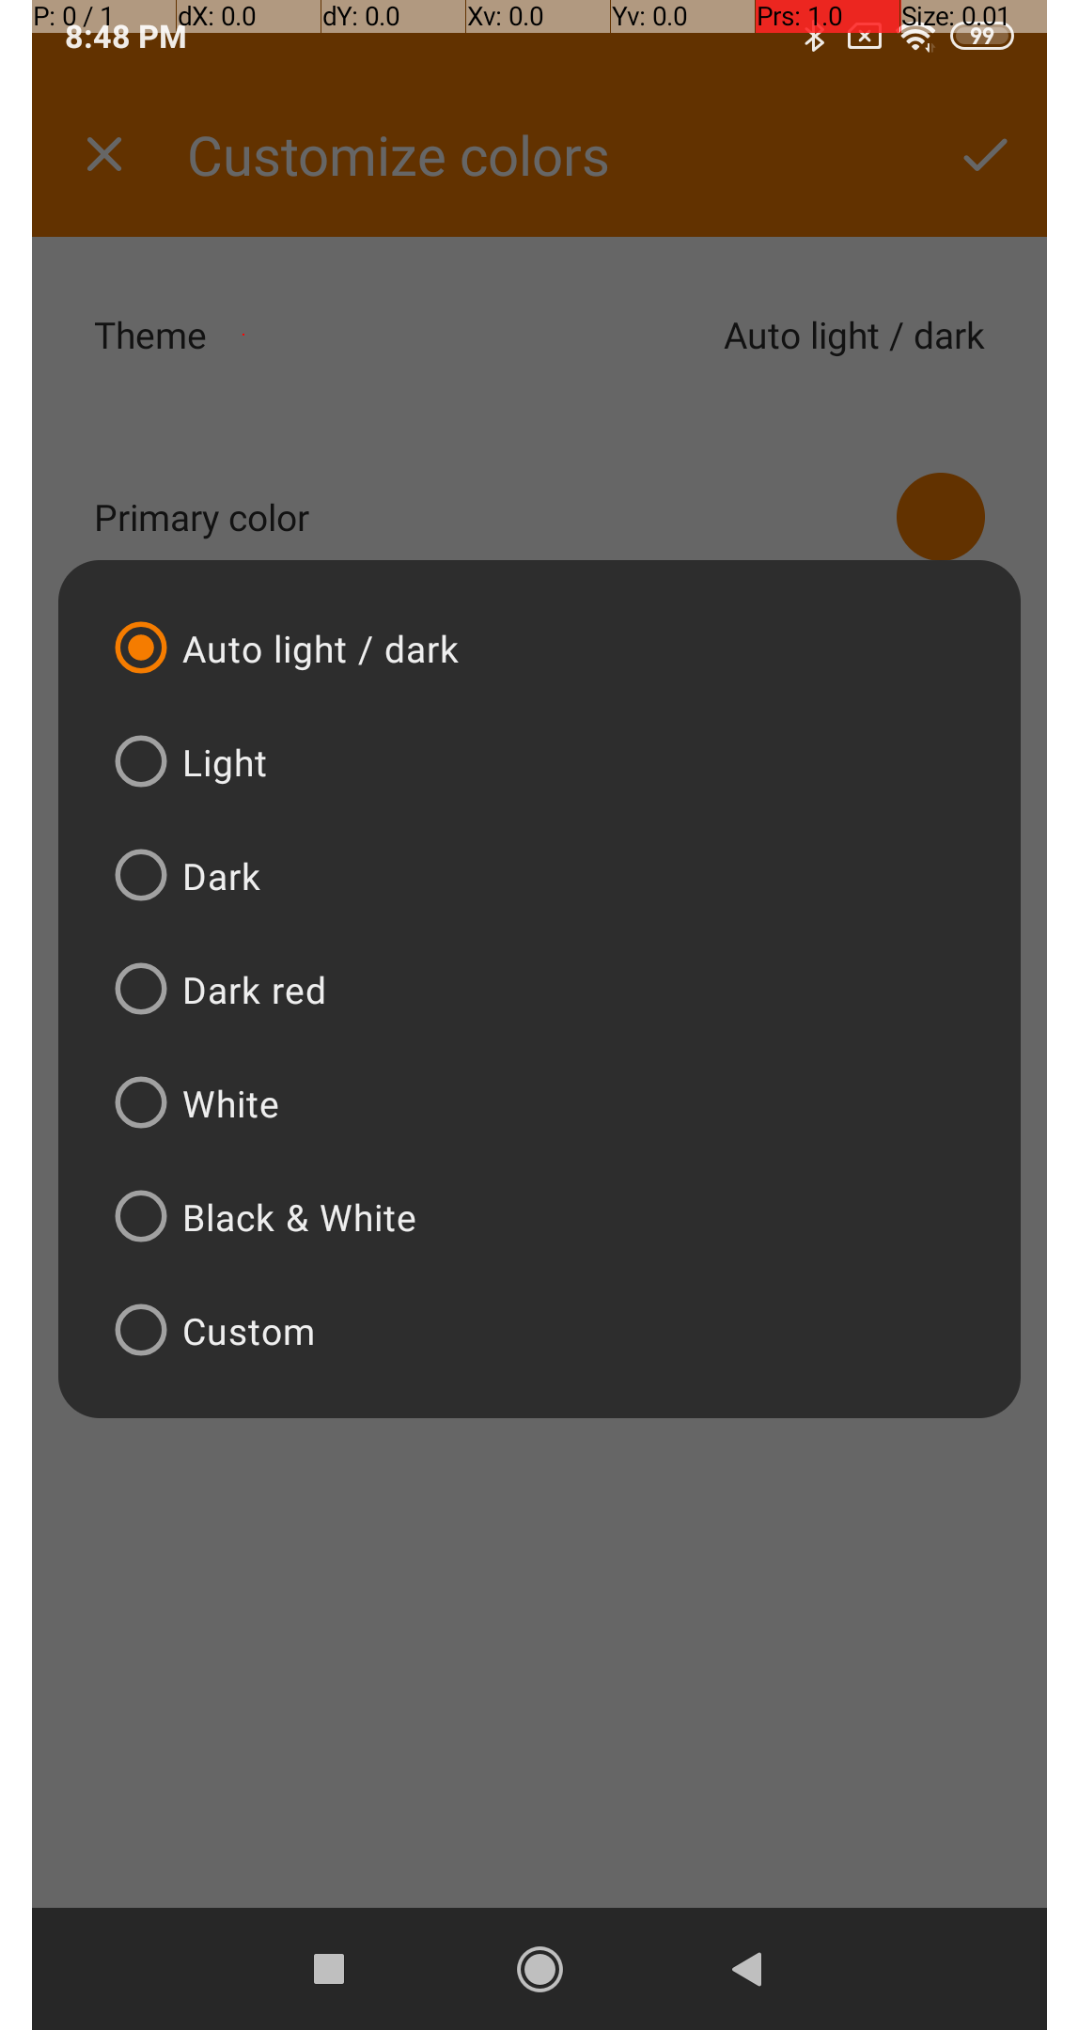 P: 0 / 1 dX: 0.0 dY: 0.0 Xv: 0.0 Yv: 0.0 Prs: 1.0 Size: 0.01
8:48 PM 99
Customize colors
Theme Auto light / dark
Primary color
Auto light / dark
Light
Dark
Dark red
White
Black & White
Custom